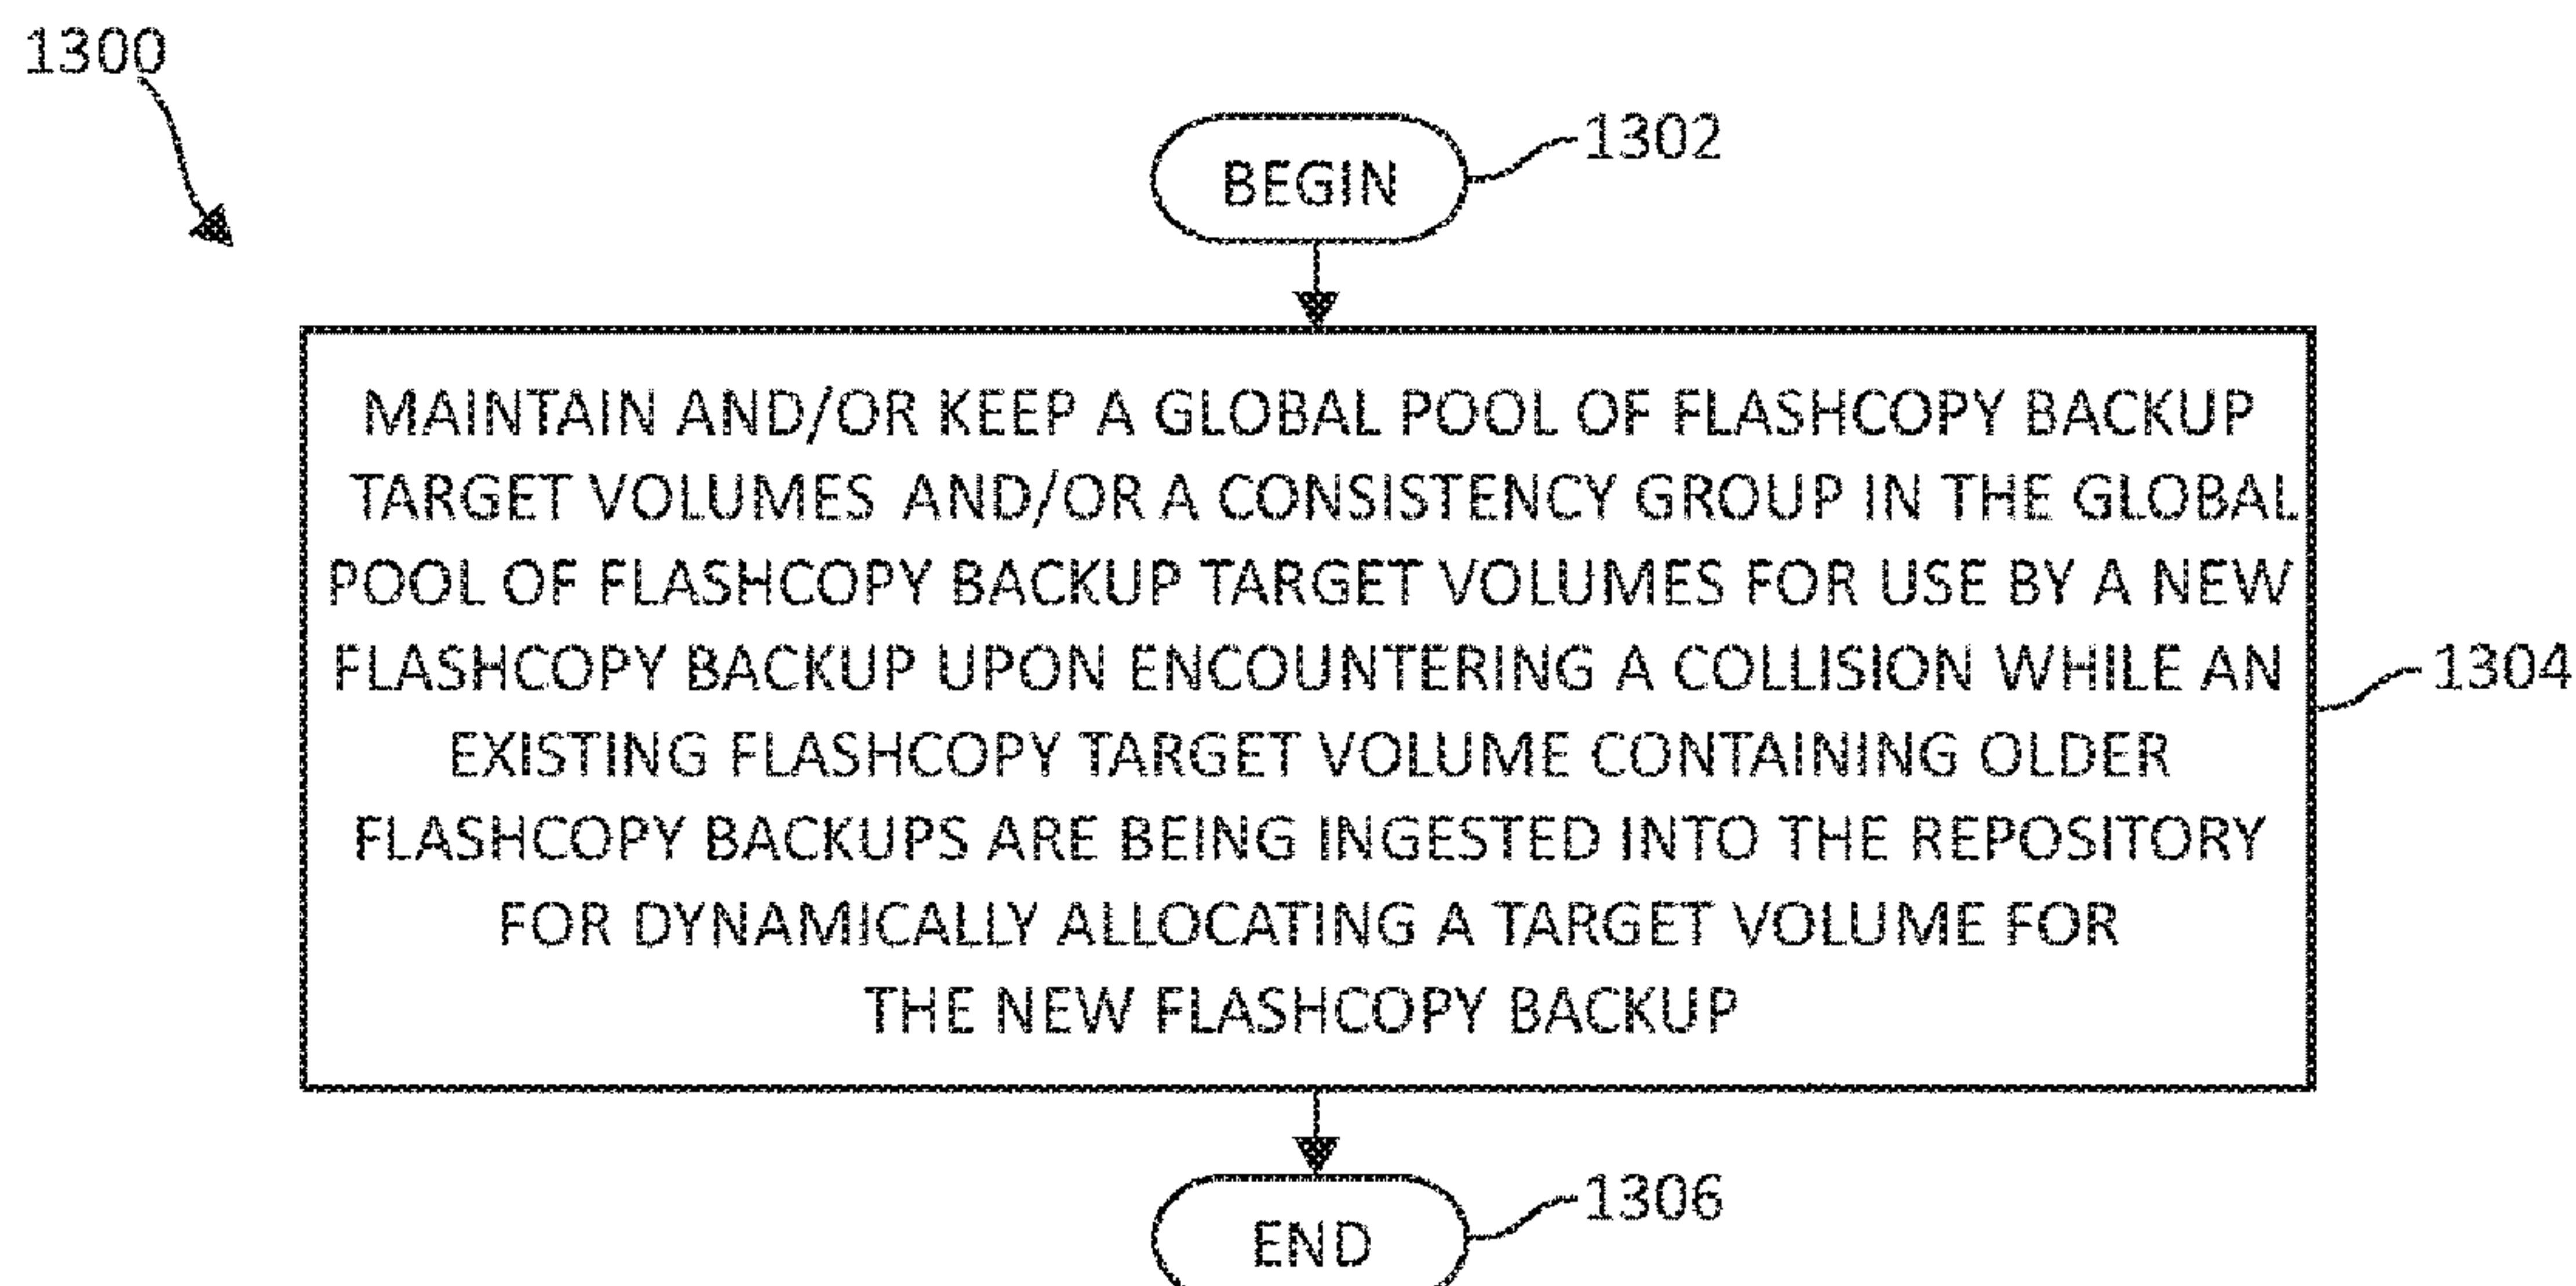 1300
1302
BEGIN
MAINTAIN AND/OR KEEP A GLOBAL POOL OF FLASHCOPY BACKUP
TARGET VOLUMES AND/OR A CONSISTENCY GROUP IN THE GLOBAL
POOL OF FLASHCOPY BACKUP TARGET VOLUMES FOR USE BY A NEW
FLASHCOPY BACKUP UPON ENCOUNTERING A COLLISION WHILE AN
EXISTING FLASHCOPY TARGET VOLUME CONTAINING OLDER
FLASHCOPY BACKUPS ARE BEING INGESTED INTO THE REPOSITORY
FOR DYNAMICALLY ALLOCATING A TARGET VOLUME FOR
THE NEW FLASHCOPY BACKUP
1304
1306
END